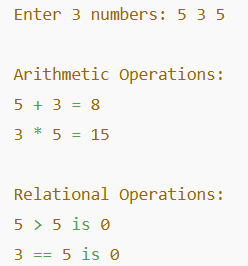 Enter 3 numbers: 5 3 5
Arithmetic Operations:
5 + 3 = 8
3 * 5 = 15
Relational Operations:
5 > 5 is 0
3 == 5 is 0